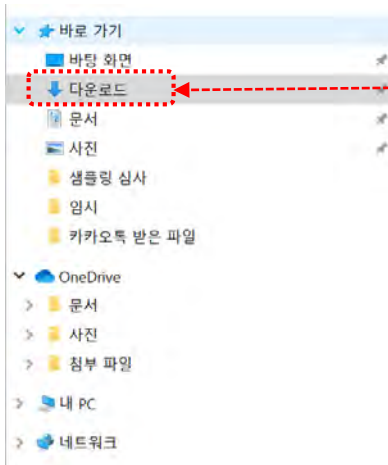 바로 가기
바탕 화면
다운로드
문서
사진
샘플링 심사
임시
카카오톡 받은 파일
OneDrive
문서
사진
첨부 파일
내 PC
네트워크